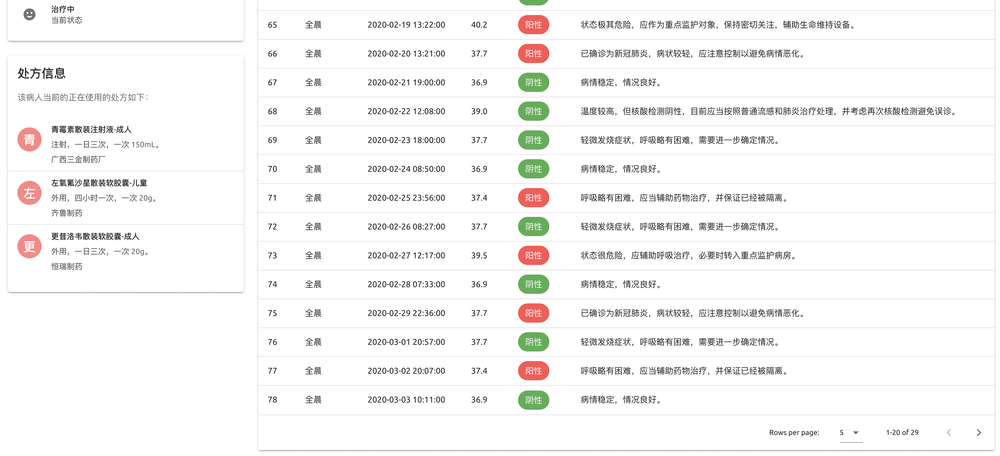 治疗中
当前状态
处方信息
该病人当前的正在使用的处方如下：
青
青霉素散装注射液-成人
注射，一日三次，一次 150mL。
广西三金制药厂
左
左氧氟沙星散装软胶囊-儿童
外用，四小时一次，一次 20g。
齐鲁制药
更
更昔洛韦散装软胶囊-成人
外用，一日三次，一次 20g。
恒瑞制药
65 全晨 2020-02-19 13:22:00 40.2 阳性 状态极其危险，应作为重点监护对象，保持密切关注，辅助生命维持设备。
66 全晨 2020-02-20 13:21:00 37.7 阳性 已确诊为新冠肺炎，病状较轻，应注意控制以避免病情恶化。
67 全晨 2020-02-21 19:00:00 36.9 阴性 病情稳定，情况良好。
68 全晨 2020-02-22 12:08:00 39.0 阴性 温度较高，但核酸检测阴性，目前应当按照普通流感和肺炎治疗处理，并考虑再次核酸检测避免误诊。
69 全晨 2020-02-23 18:00:00 37.7 阴性 轻微发烧症状，呼吸略有困难，需要进一步确定情况。
70 全晨 2020-02-24 08:50:00 36.9 阴性 病情稳定，情况良好。
71 全晨 2020-02-25 23:56:00 37.4 阳性 呼吸略有困难，应当辅助药物治疗，并保证已经被隔离。
72 全晨 2020-02-26 08:27:00 37.7 阴性 轻微发烧症状，呼吸略有困难，需要进一步确定情况。
73 全晨 2020-02-27 12:17:00 39.5 阳性 状态很危险，应辅助呼吸治疗，必要时转入重点监护病房。
74 全晨 2020-02-28 07:33:00 36.9 阴性 病情稳定，情况良好。
75 全晨 2020-02-29 22:36:00 37.7 阳性 已确诊为新冠肺炎，病状较轻，应注意控制以避免病情恶化。
76 全晨 2020-03-01 20:57:00 37.7 阴性 轻微发烧症状，呼吸略有困难，需要进一步确定情况。
77 全晨 2020-03-02 20:07:00 37.4 阳性 呼吸略有困难，应当辅助药物治疗，并保证已经被隔离。
78 全晨 2020-03-03 10:11:00 36.9 阴性 病情稳定，情况良好。
Rows per page: 5 1-20 of 29